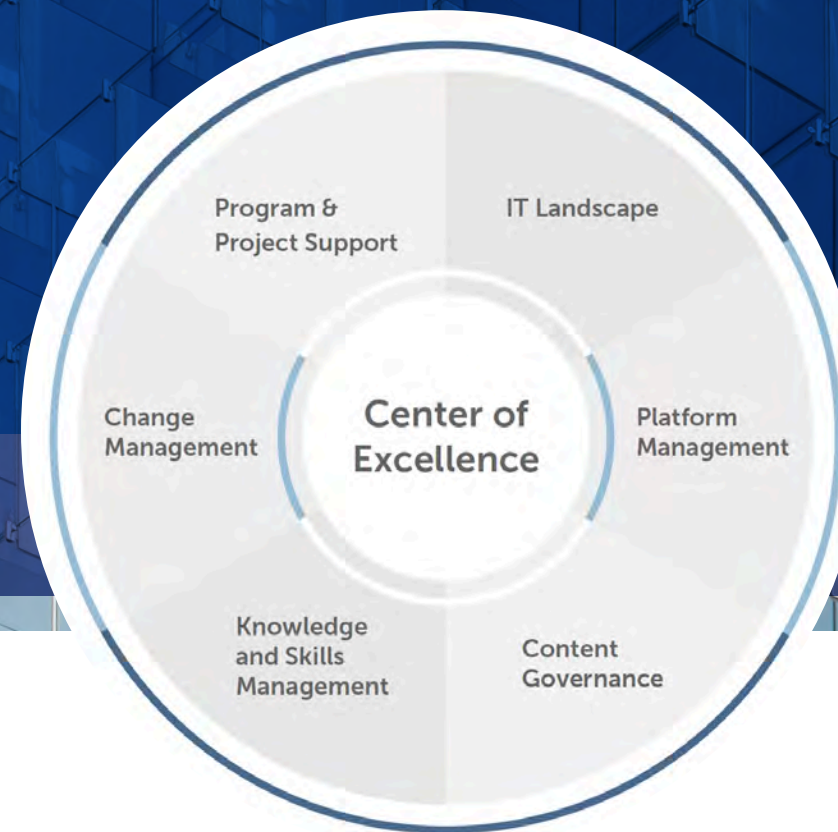 Program &
Project Support
IT Landscape
Change
Management
Center of
Excellence
Platform
Management
Knowledge
and Skills
Management
Content
Governance